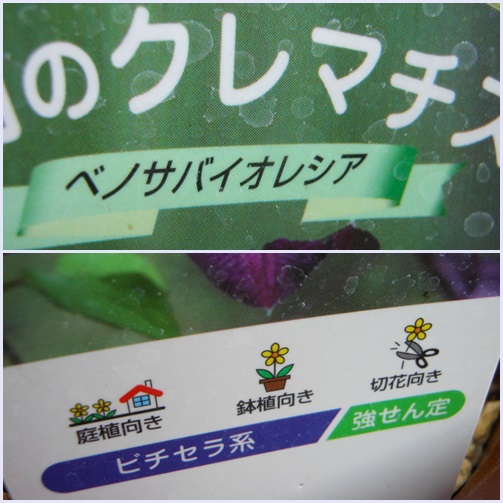 のクレマチ
ベノサバイオレシア
庭植向き
鉢植向き
切花向き
ビチセラ系
強せん定